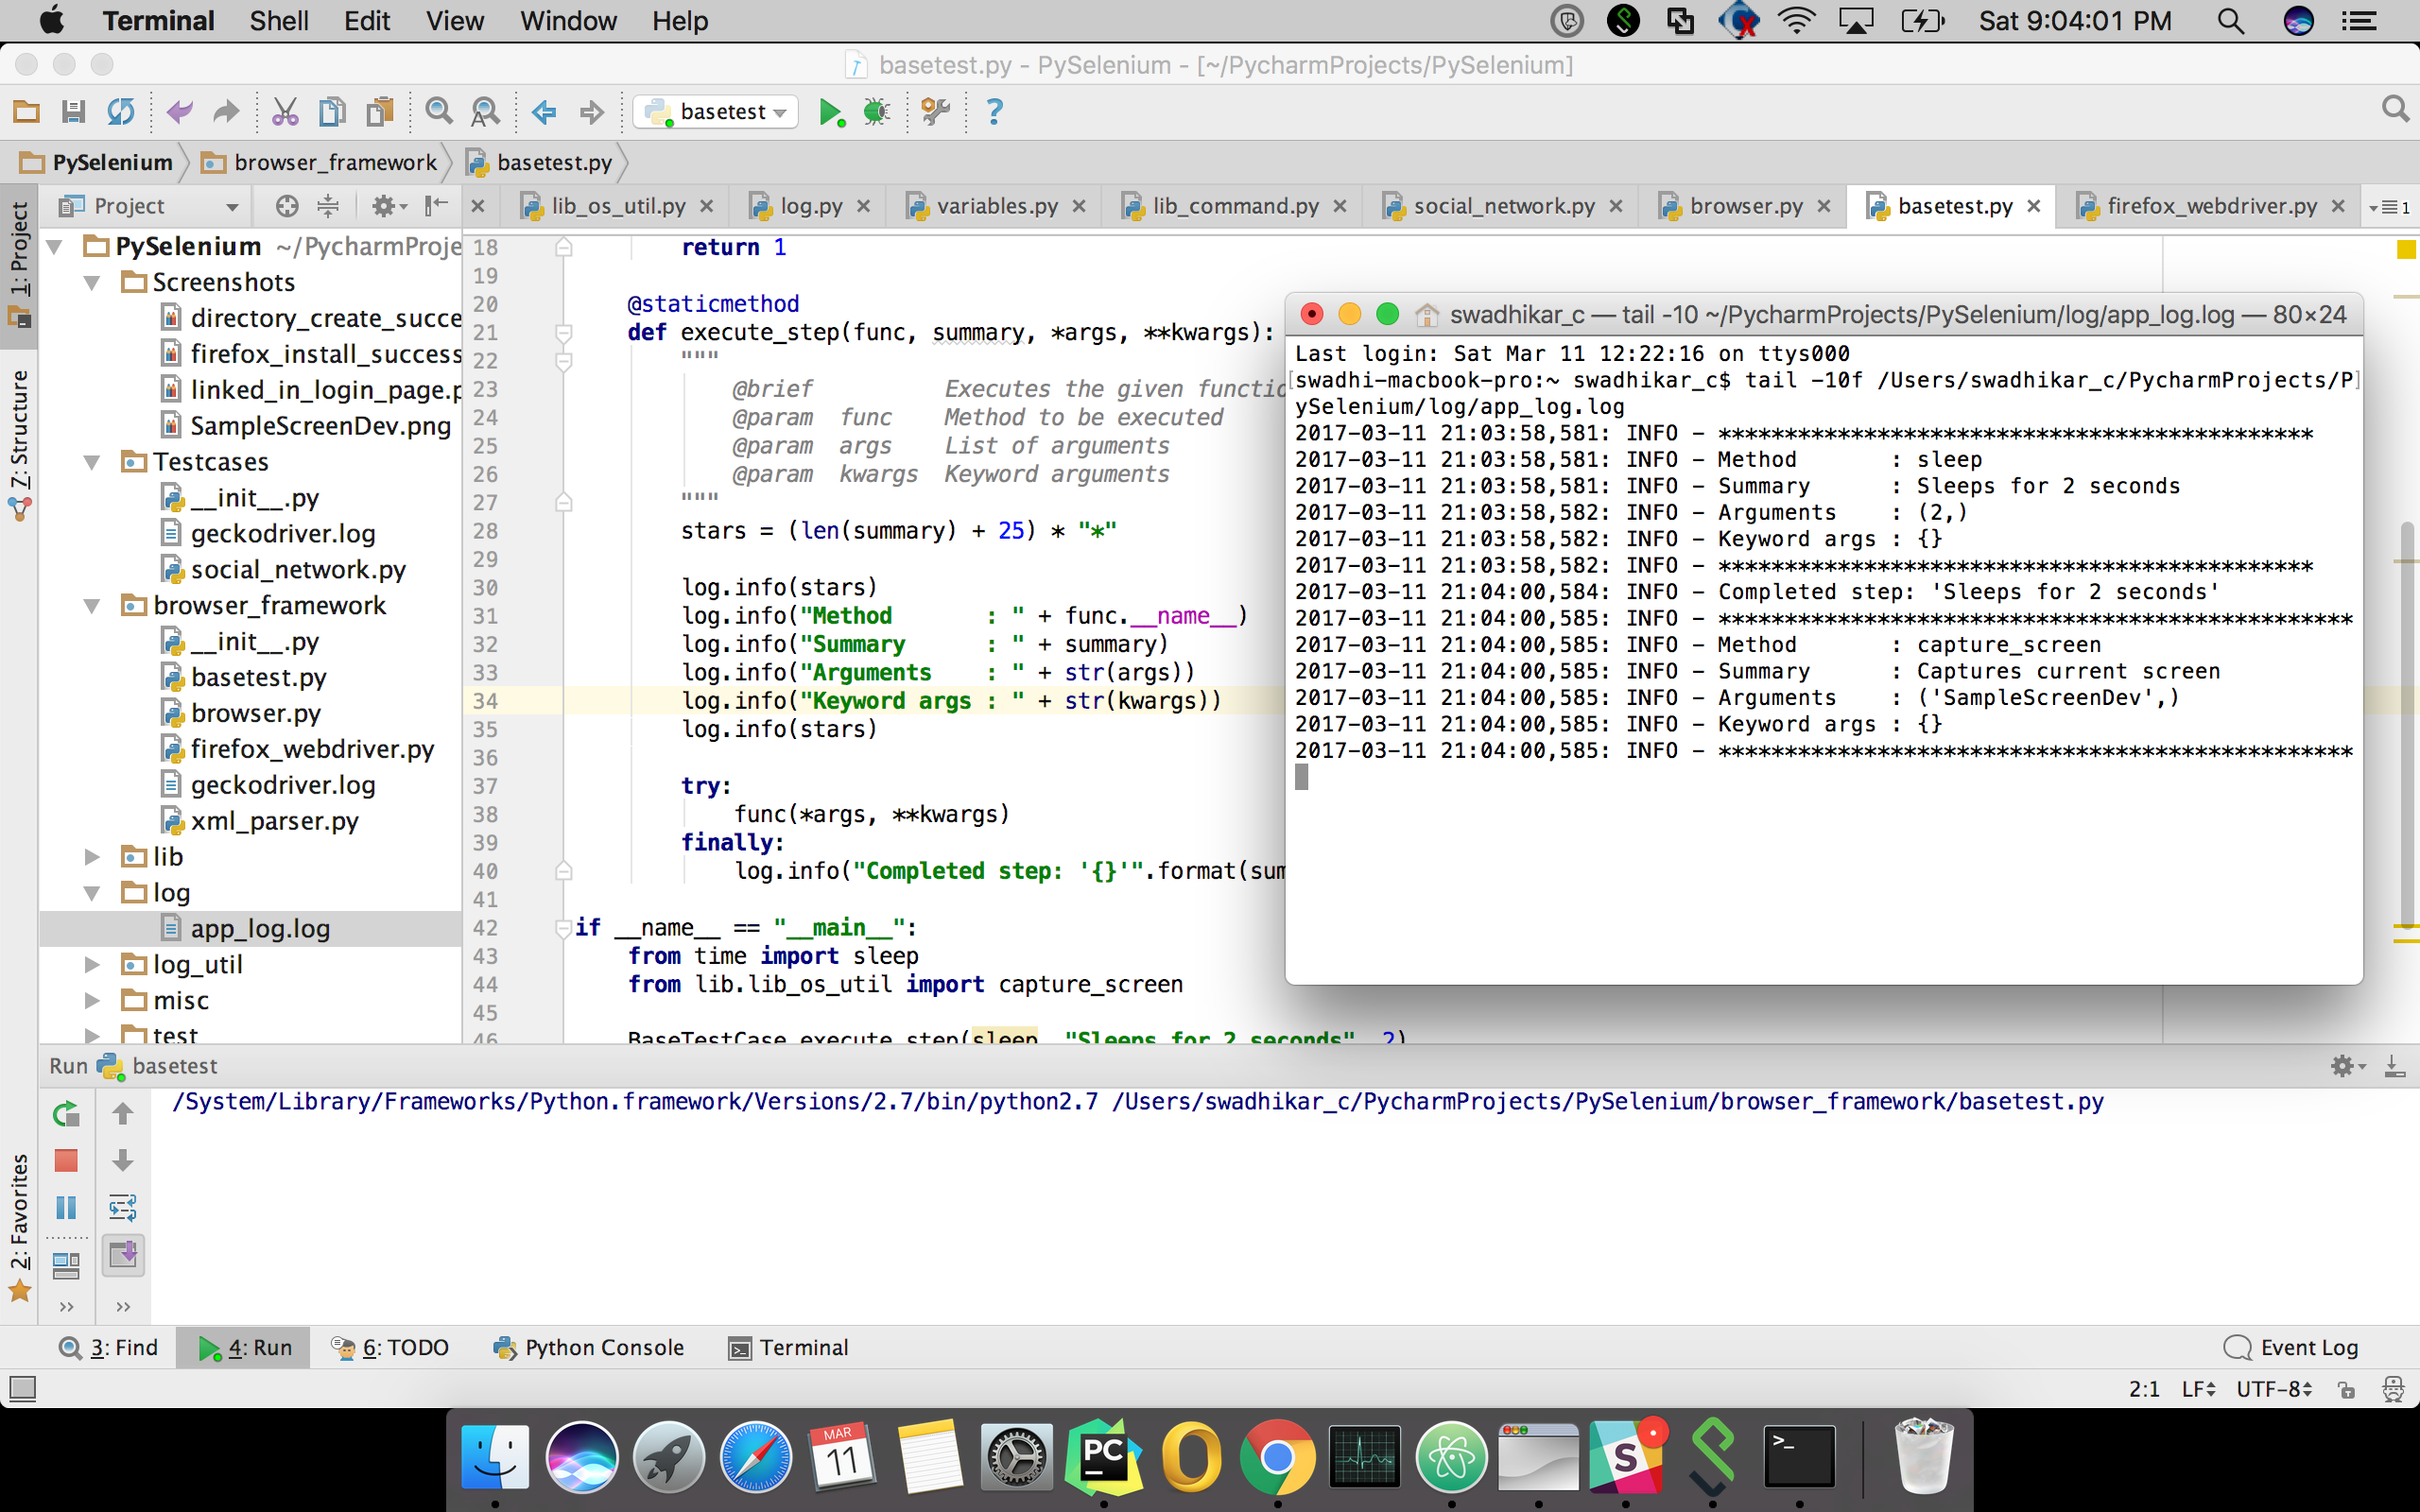 Terminal Shell Edit View Window Help Sat 9:04:01 PM
basetest.py - PySelenium - [~/PycharmProjects/PySelenium]
basetest
PySelenium browser_framework basetest.py
Project lib_os_util.py log.py variables.py lib_command.py social_network.py browser.py basetest.py firefox_webdriver.py 1
1: Project
7: Structure
2: Favorites
PySelenium ~/PycharmProje
Screenshots
directory_create_succe
firefox_install_success
linked_in_login_page.p
SampleScreenDev.png
Testcases
__init__.py
geckodriver.log
social_network.py
browser_framework
__init__.py
basetest.py
browser.py
firefox_webdriver.py
geckodriver.log
xml_parser.py
lib
log
app_log.log
log_util
misc
test
18 return 1
19
20 @staticmethod
21 def execute_step(func, summary, *args, **kwargs):
22 """
23 @brief Executes the given functio
24 @param func Method to be executed
25 @param args List of arguments
26 @param kwargs Keyword arguments
27 """
28 stars = (len(summary) + 25) * "*"
29
30 log.info(stars)
31 log.info("Method : " + func.__name__)
32 log.info("Summary : " + summary)
33 log.info("Arguments : " + str(args))
34 log.info("Keyword args : " + str(kwargs))
35 log.info(stars)
36
37 try:
38 func(*args, **kwargs)
39 finally:
40 log.info("Completed step: '{}'".format(sum
41
42 if __name__ == "__main__":
43 from time import sleep
44 from lib.lib_os_util import capture_screen
45
46 BaseTestCase.execute_step(sleep, "Sleeps for 2 seconds", 2)
swadhikar_c — tail -10 ~/PycharmProjects/PySelenium/log/app_log.log — 80×24
Last login: Sat Mar 11 12:22:16 on ttys000
[swadhi-macbook-pro:~ swadhikar_c$ tail -10f /Users/swadhikar_c/PycharmProjects/P]
ySelenium/log/app_log.log
2017-03-11 21:03:58,581: INFO - *********************************************
2017-03-11 21:03:58,581: INFO - Method : sleep
2017-03-11 21:03:58,581: INFO - Summary : Sleeps for 2 seconds
2017-03-11 21:03:58,582: INFO - Arguments : (2,)
2017-03-11 21:03:58,582: INFO - Keyword args : {}
2017-03-11 21:03:58,582: INFO - *********************************************
2017-03-11 21:04:00,584: INFO - Completed step: 'Sleeps for 2 seconds'
2017-03-11 21:04:00,585: INFO - ************************************************
2017-03-11 21:04:00,585: INFO - Method : capture_screen
2017-03-11 21:04:00,585: INFO - Summary : Captures current screen
2017-03-11 21:04:00,585: INFO - Arguments : ('SampleScreenDev',)
2017-03-11 21:04:00,585: INFO - Keyword args : {}
2017-03-11 21:04:00,585: INFO - ************************************************
Run basetest
/System/Library/Frameworks/Python.framework/Versions/2.7/bin/python2.7 /Users/swadhikar_c/PycharmProjects/PySelenium/browser_framework/basetest.py
3: Find 4: Run 6: TODO Python Console Terminal Event Log
2:1 LF UTF-8
MAR
11
PC
S
>_